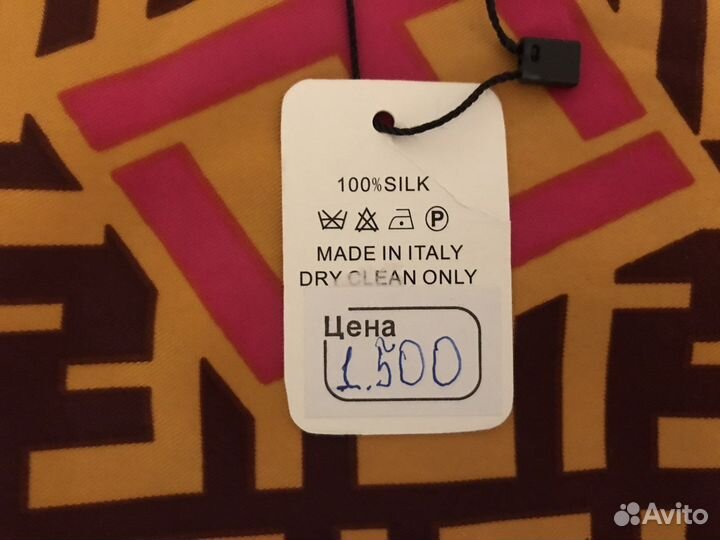 100%SILK
P
MADE IN ITALY
DRY CLEAN ONLY
Цена
1.500
Avito